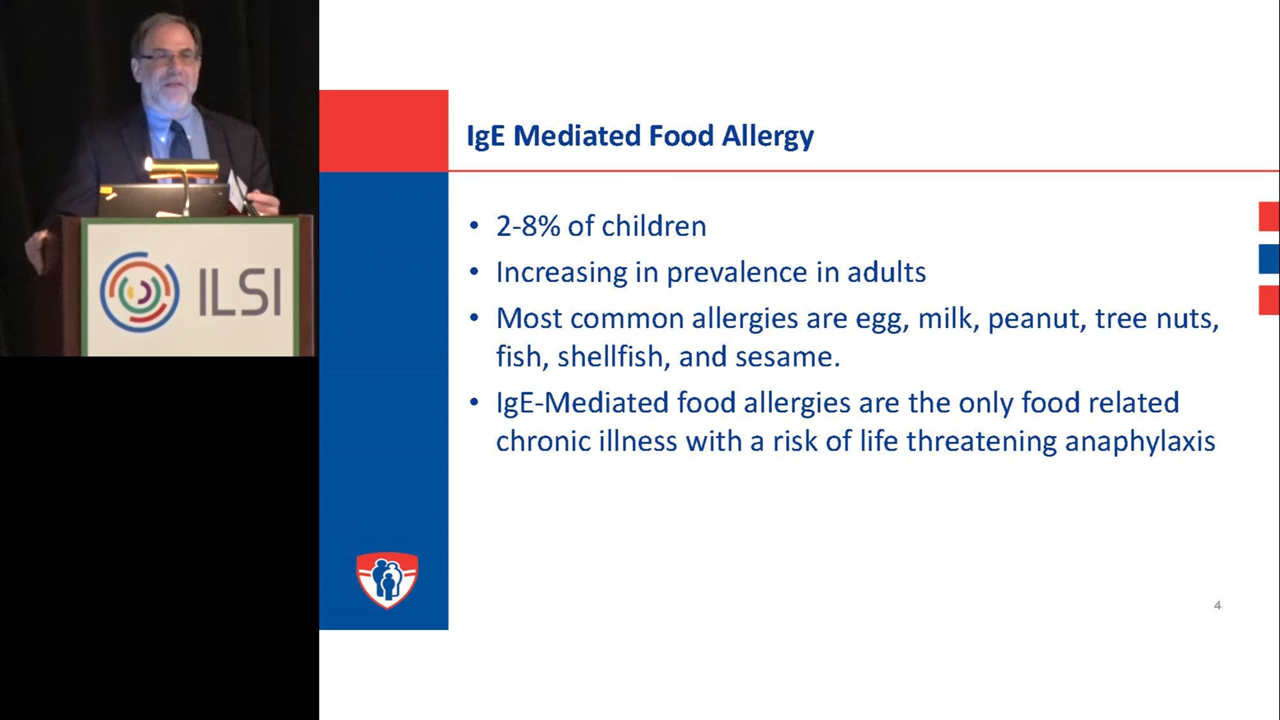 ILSI
IgE Mediated Food Allergy
• 2-8% of children
• Increasing in prevalence in adults
• Most common allergies are egg, milk, peanut, tree nuts,
fish, shellfish, and sesame.
• IgE-Mediated food allergies are the only food related
chronic illness with a risk of life threatening anaphylaxis
4